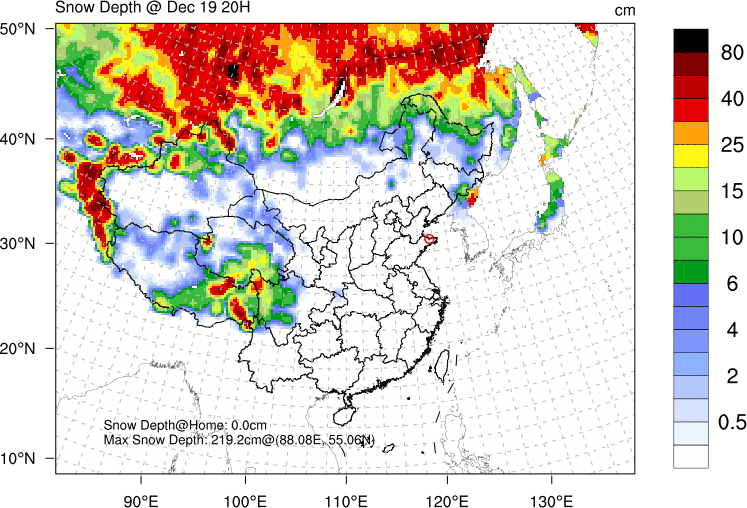 Snow Depth @ Dec 19 20H
cm
50°N
40°N
30°N
20°N
10°N
90°E
100°E
110°E
120°E
130°E
80
40
25
15
10
6
4
2
0.5
Snow Depth@Home: 0.0cm
Max Snow Depth: 219.2cm@(88.08E, 55.06N)